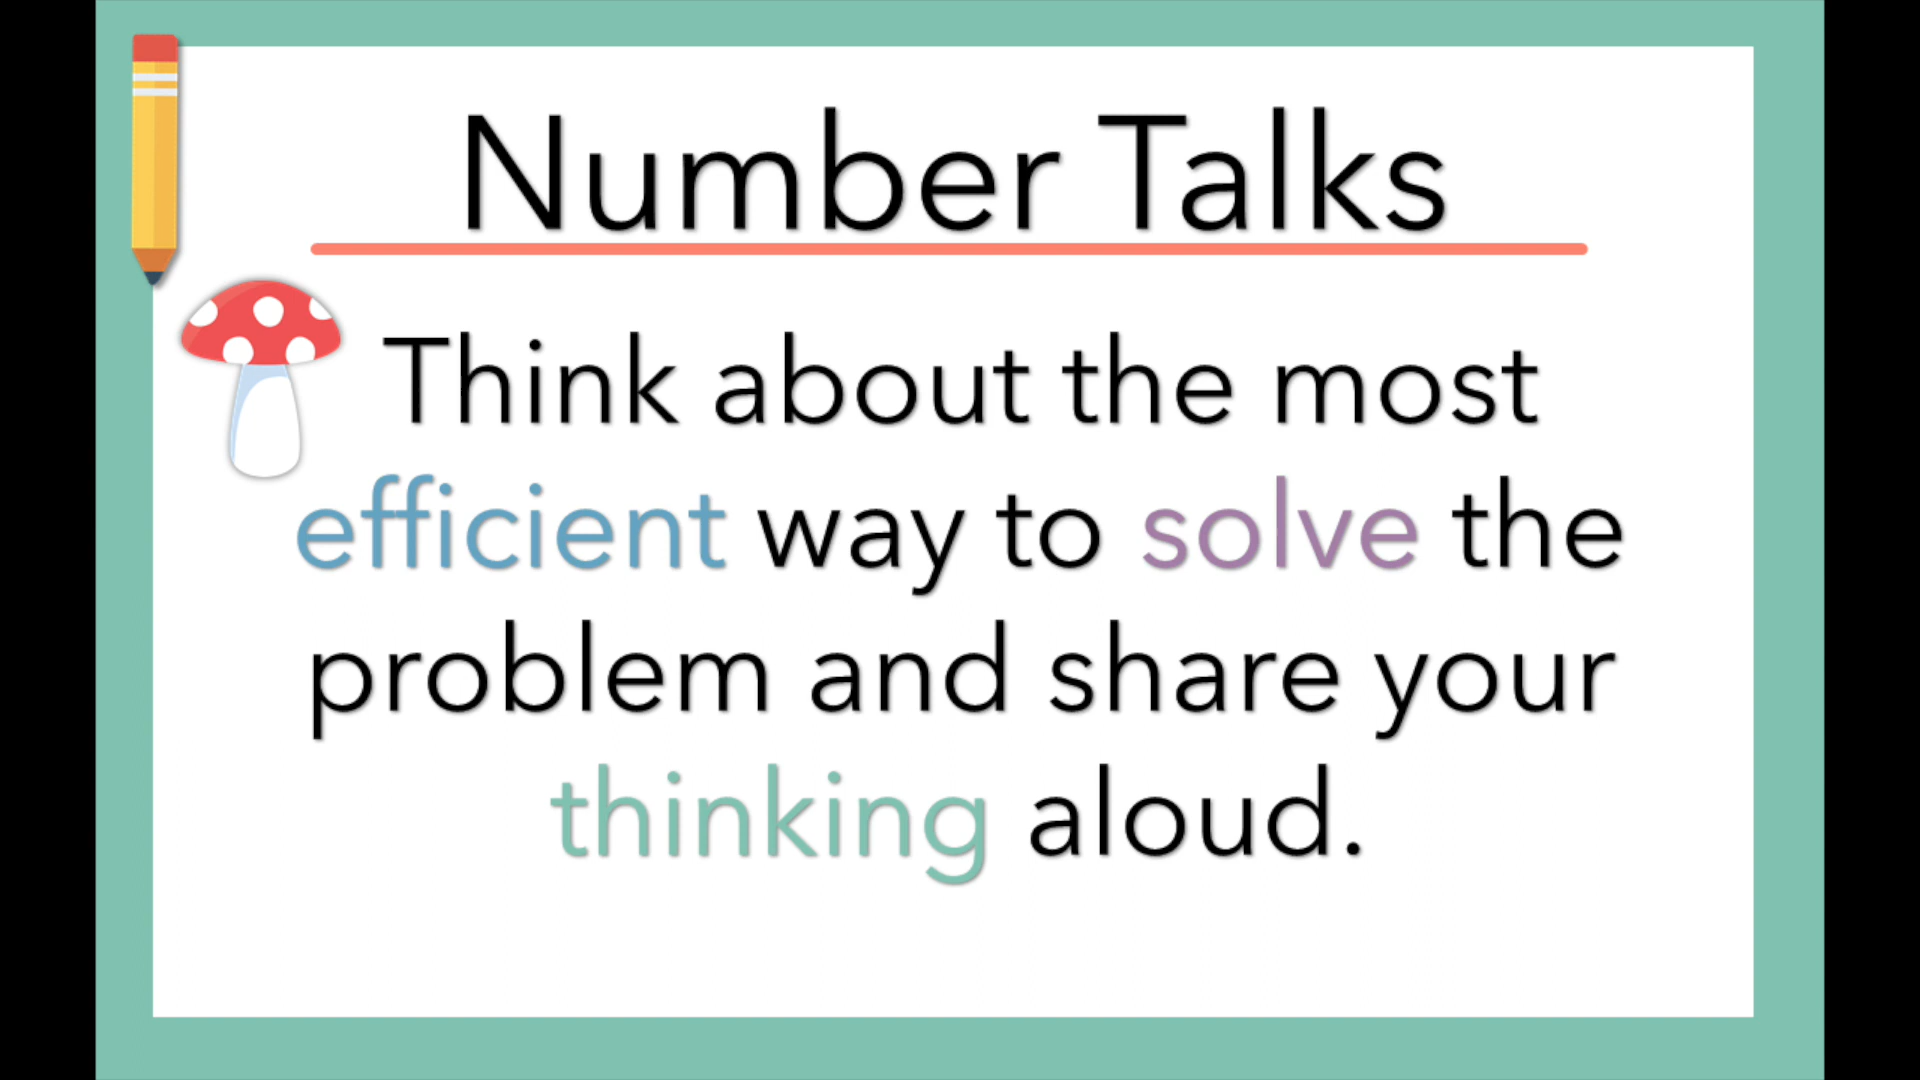 Number Talks
Think about the most
efficient way to solve the
problem and share your
thinking aloud.